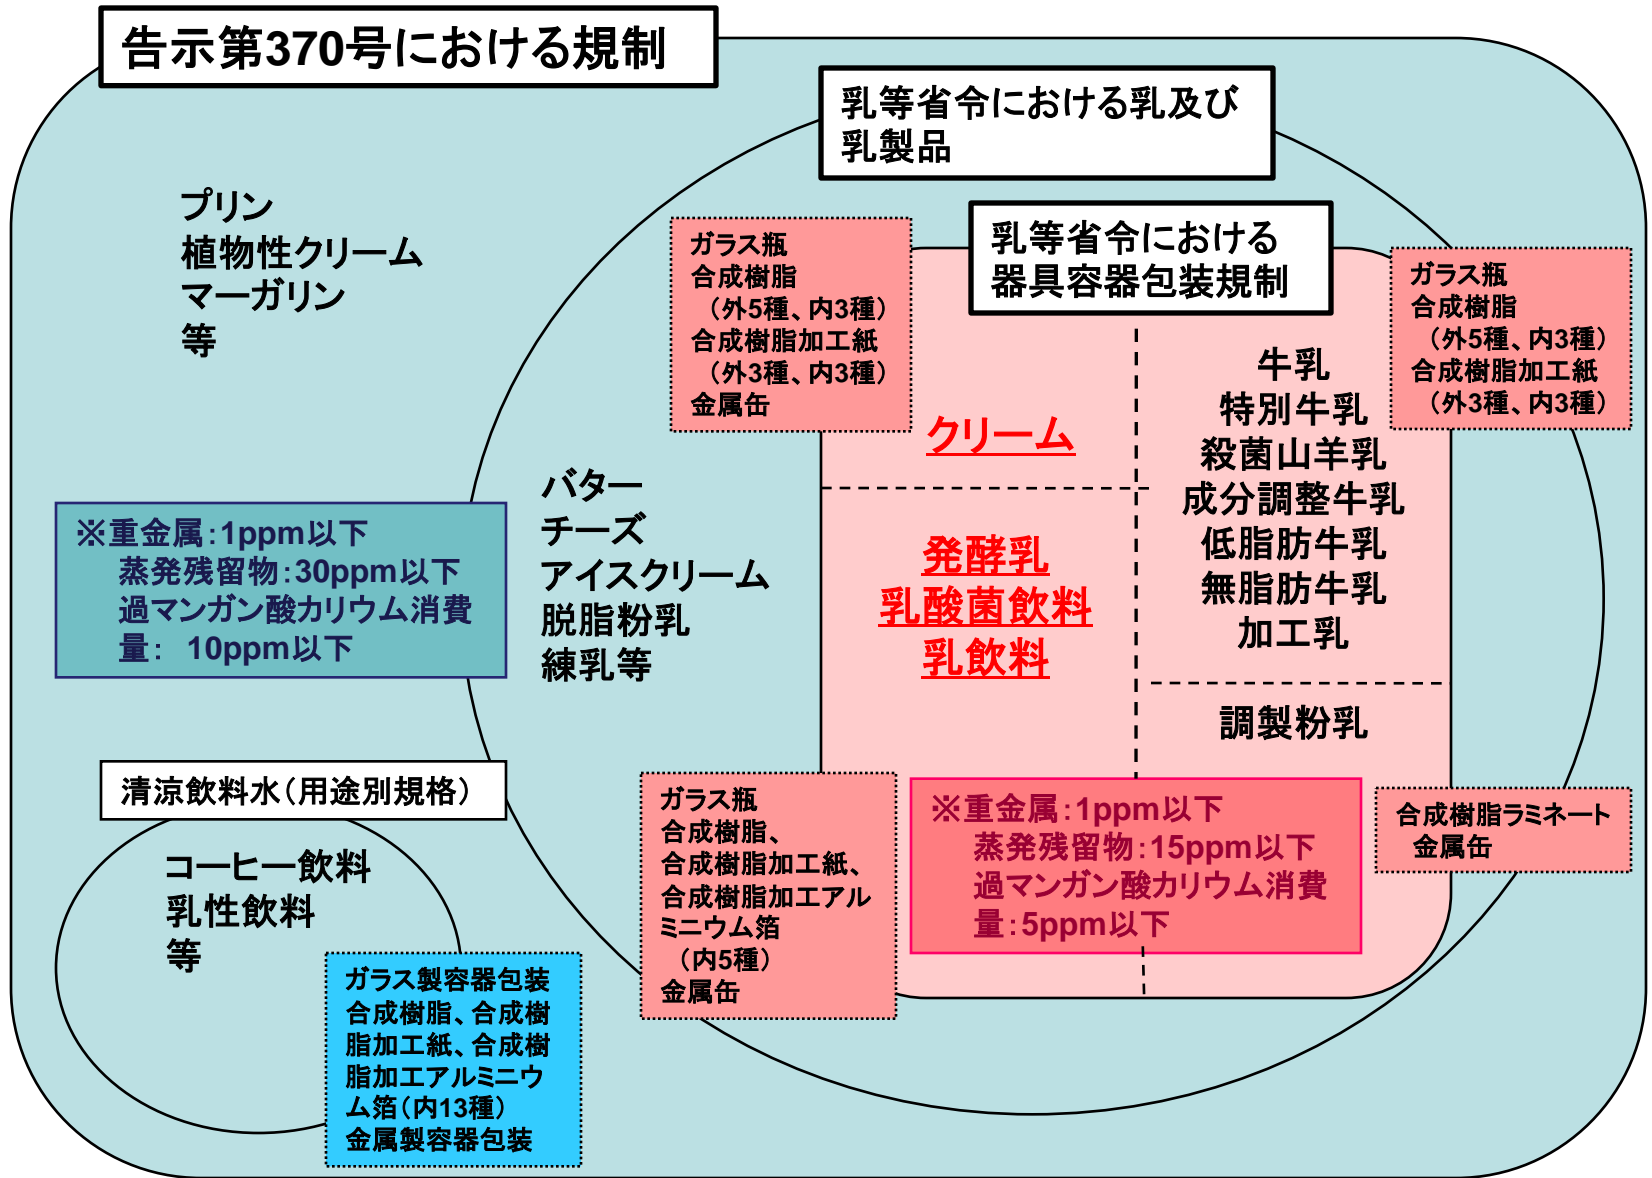 告示第370号における規制
乳等省令における乳及び
乳製品
プリン
植物性クリーム
マーガリン
等
乳等省令における
器具容器包装規制
ガラス瓶
合成樹脂
（外5種、内3種）
合成樹脂加工紙
（外3種、内3種）
金属缶
ガラス瓶
合成樹脂
（外5種、内3種）
合成樹脂加工紙
（外3種、内3種）
クリーム
牛乳
特別牛乳
殺菌山羊乳
成分調整牛乳
低脂肪牛乳
無脂肪牛乳
加工乳
バター
チーズ
アイスクリーム
脱脂粉乳
練乳等
発酵乳
乳酸菌飲料
乳飲料
※重金属：1ppm以下
蒸発残留物：30ppm以下
過マンガン酸カリウム消費
量： 10ppm以下
調製粉乳
清涼飲料水（用途別規格）
コーヒー飲料
乳性飲料
等
ガラス瓶
合成樹脂、
合成樹脂加工紙、
合成樹脂加工アル
ミニウム箔
（内5種）
金属缶
※重金属：1ppm以下
蒸発残留物：15ppm以下
過マンガン酸カリウム消費
量：5ppm以下
合成樹脂ラミネート
金属缶
ガラス製容器包装
合成樹脂、合成樹
脂加工紙、合成樹
脂加工アルミニウ
ム箔（内13種）
金属製容器包装